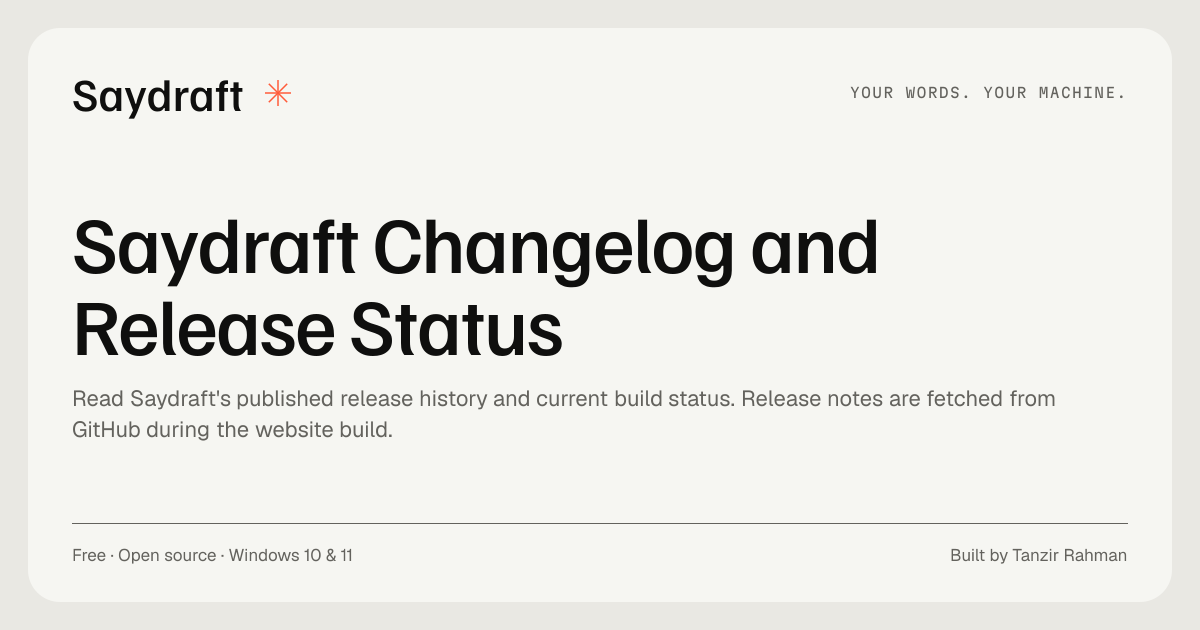 Saydraft
YOUR WORDS. YOUR MACHINE.
Saydraft Changelog and
Release Status
Read Saydraft's published release history and current build status. Release notes are fetched from
GitHub during the website build.
Free · Open source · Windows 10 & 11
Built by Tanzir Rahman